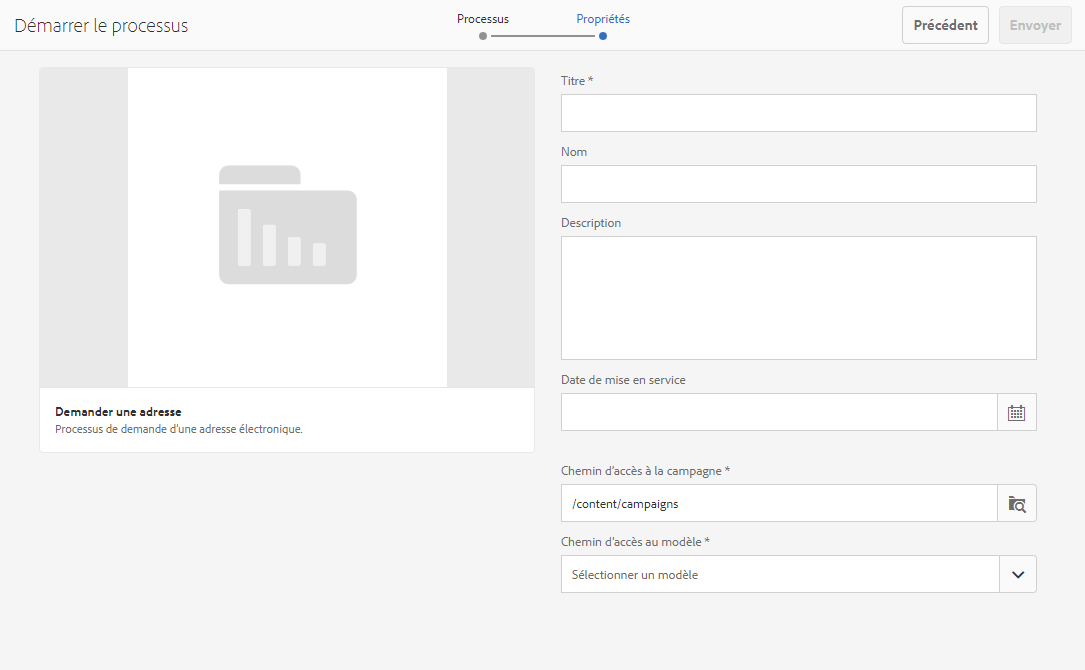 Démarrer le processus
Processus
Propriétés
Précédent
Envoyer
Demander une adresse
Processus de demande d'une adresse électronique.
Titre *
Nom
Description
Date de mise en service
Chemin d'accès à la campagne *
/content/campaigns
Chemin d'accès au modèle *
Sélectionner un modèle